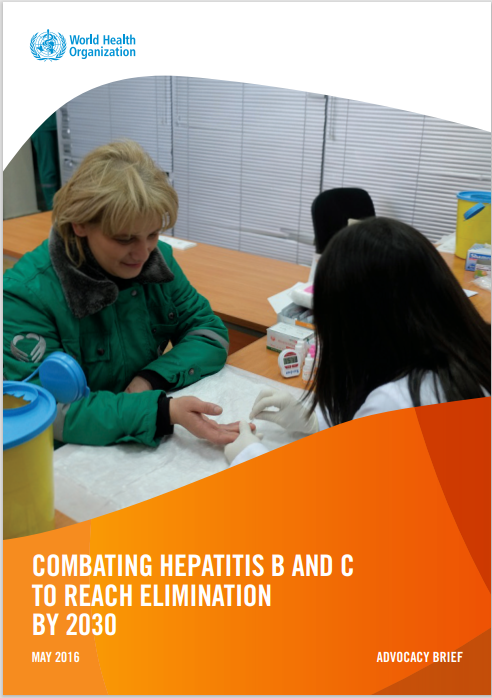 World Health
Organization
COMBATING HEPATITIS B AND C
TO REACH ELIMINATION
BY 2030
MAY 2016
ADVOCACY BRIEF